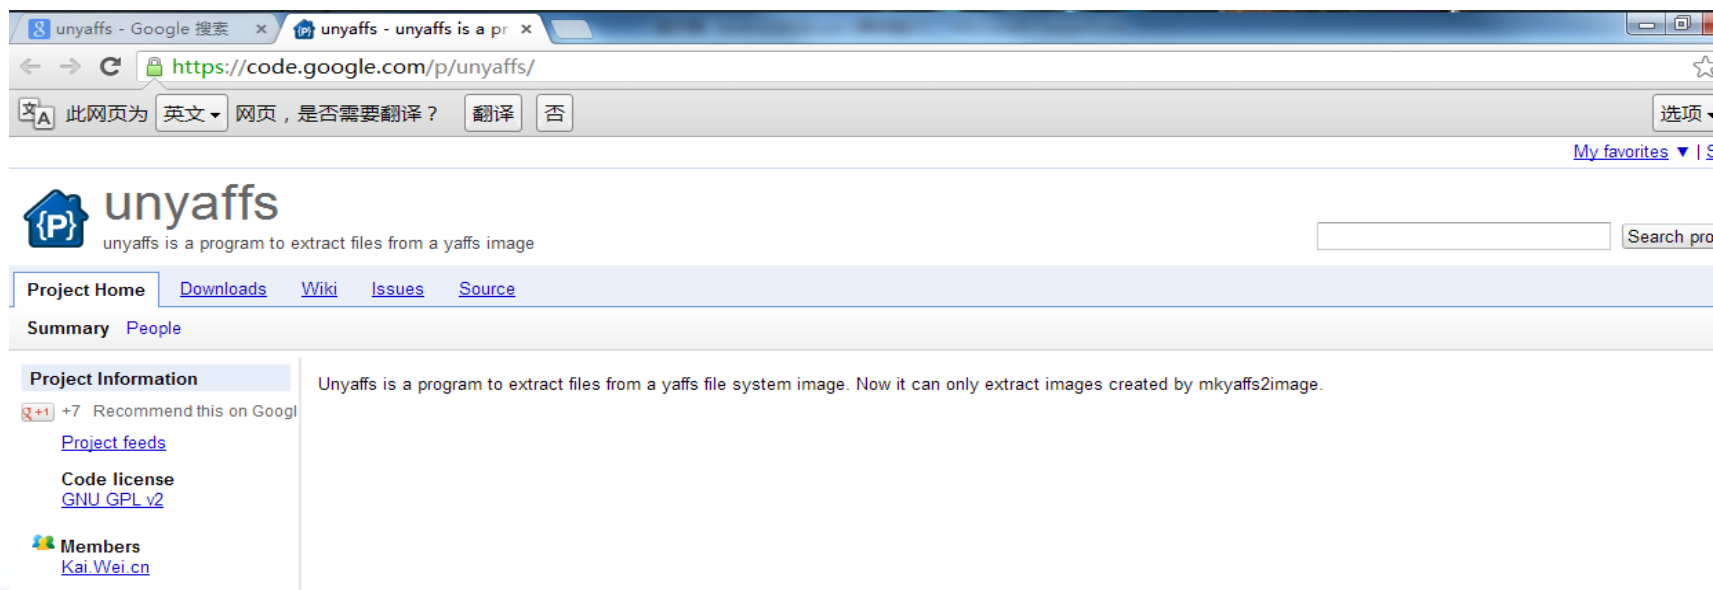 unyaffs - Google 搜索
unyaffs - unyaffs is a pr
https://code.google.com/p/unyaffs/
此网页为 英文 网页，是否需要翻译？ 翻译 否 选项
My favorites ▼ | S
unyaffs
unyaffs is a program to extract files from a yaffs image
Search pro
Project Home Downloads Wiki Issues Source
Summary People
Project Information
g +1 +7 Recommend this on Googl
Project feeds
Code license
GNU GPL v2
Members
Kai.Wei.cn
Unyaffs is a program to extract files from a yaffs file system image. Now it can only extract images created by mkyaffs2image.